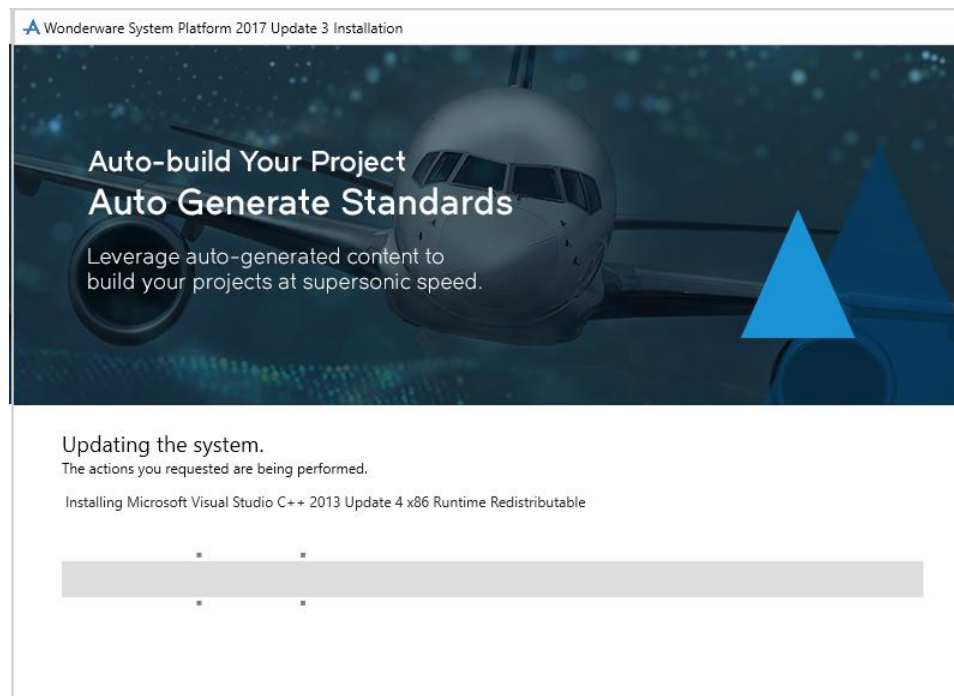 Wonderware System Platform 2017 Update 3 Installation
Auto-build Your Project
Auto Generate Standards
Leverage auto-generated content to
build your projects at supersonic speed.
Updating the system.
The actions you requested are being performed.
Installing Microsoft Visual Studio C++ 2013 Update 4 x86 Runtime Redistributable